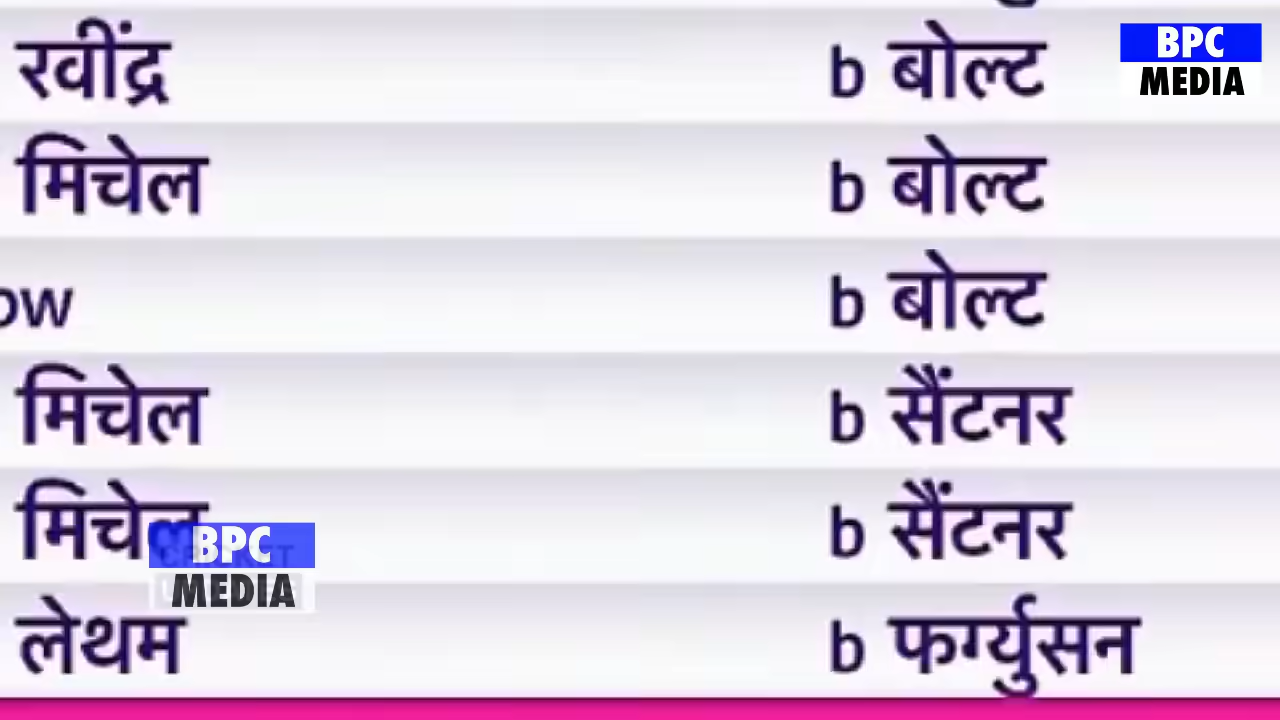 रवींद्र b बोल्ट
BPC
MEDIA
मिचेल b बोल्ट
ow b बोल्ट
मिचेल b सैंटनर
मिचेल b सैंटनर
BPC
MEDIA
लेथम b फर्ग्युसन